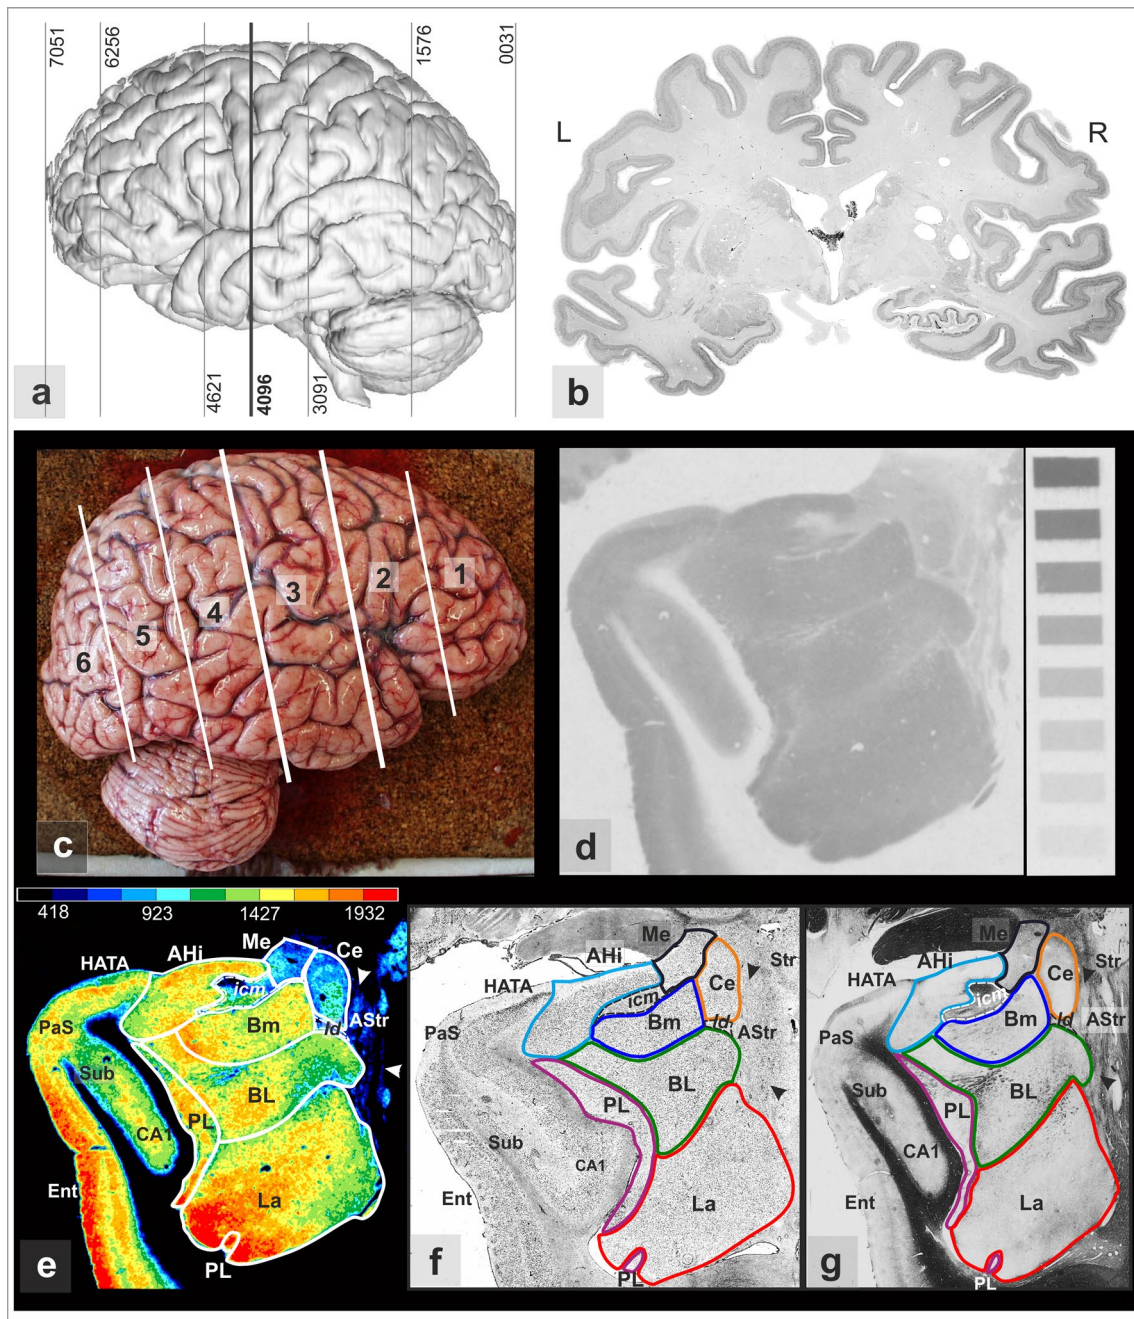 7051
6256
1576
0031
4621
4096
3091
a
L
R
b
1
2
3
4
5
6
c
d
418
923
1427
1932
HATA
AHi
Me
Ce
icm
PaS
Bm
ld
AStr
Sub
BL
CA1
PL
Ent
La
PL
e
Me
AHi
Str
HATA
icm
Ce
PaS
Bm
ld
AStr
BL
PL
Sub
CA1
Ent
La
PL
f
Me
AHi
Ce
Str
HATA
icm
Bm
ld
AStr
PaS
Sub
BL
PL
CA1
Ent
La
PL
g